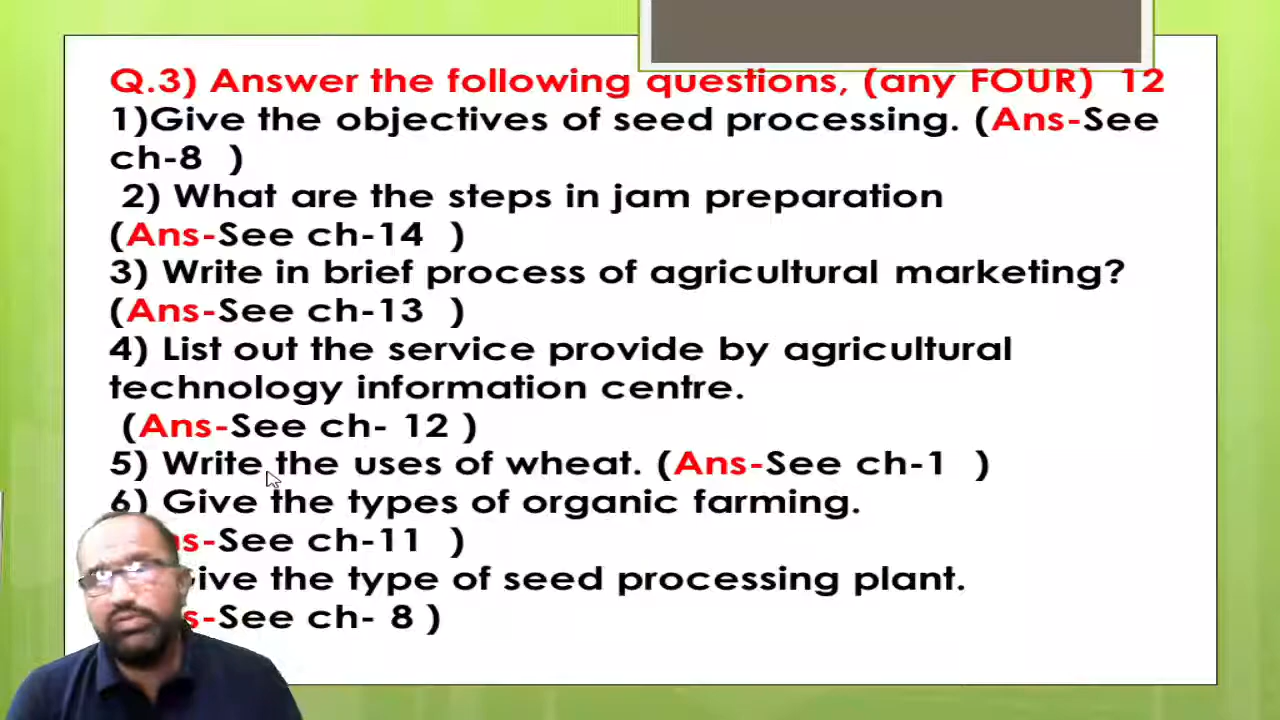 Q.3) Answer the following questions, (any FOUR) 12
1)Give the objectives of seed processing. (Ans-See
ch-8 )
2) What are the steps in jam preparation
(Ans-See ch-14 )
3) Write in brief process of agricultural marketing?
(Ans-See ch-13 )
4) List out the service provide by agricultural
technology information centre.
(Ans-See ch- 12 )
5) Write the uses of wheat. (Ans-See ch-1 )
6) Give the types of organic farming.
-See ch-11 )
the type of seed processing plant.
-See ch- 8 )